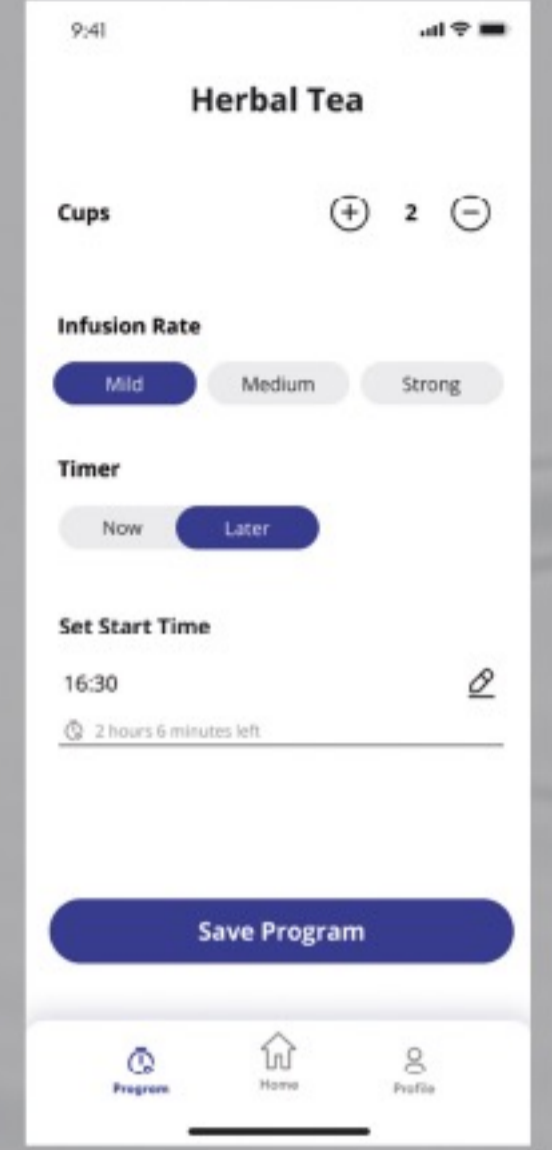 9:41
Herbal Tea
Cups 2
Infusion Rate
Mild Medium Strong
Timer
Now Later
Set Start Time
16:30
2 hours 6 minutes left
Save Program
Program Home Profile